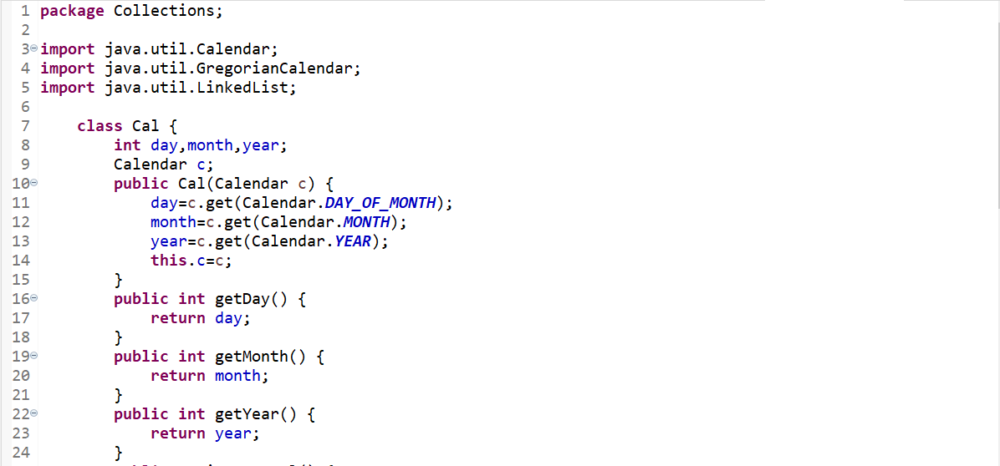 1 package Collections;
2
3 import java.util.Calendar;
4 import java.util.GregorianCalendar;
5 import java.util.LinkedList;
6
7     class Cal {
8         int day,month,year;
9         Calendar c;
10         public Cal(Calendar c) {
11             day=c.get(Calendar.DAY_OF_MONTH);
12             month=c.get(Calendar.MONTH);
13             year=c.get(Calendar.YEAR);
14             this.c=c;
15         }
16         public int getDay() {
17             return day;
18         }
19         public int getMonth() {
20             return month;
21         }
22         public int getYear() {
23             return year;
24         }